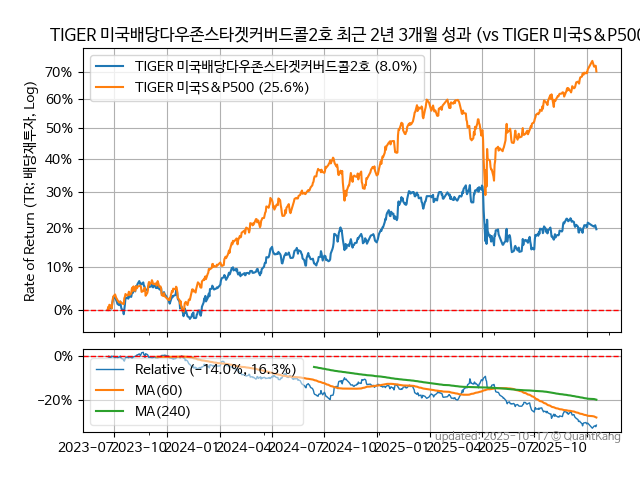 TIGER 미국배당다우존스타겟커버드콜2호 최근 2년 3개월 성과 (vs TIGER 미국S&P500
TIGER 미국배당다우존스타겟커버드콜2호 (8.0%)
TIGER 미국S&P500 (25.6%)
Rate of Return (TR: 배당재투자, Log)
70%
60%
50%
40%
30%
20%
10%
0%
0%
−20%
Relative (−14.0%, 16.3%)
MA(60)
MA(240)
2023-07
2023-10
2024-01
2024-04
2024-07
2024-10
2025-01
2025-04
2025-07
2025-10
updated: 2025-10-17 © QuantKang